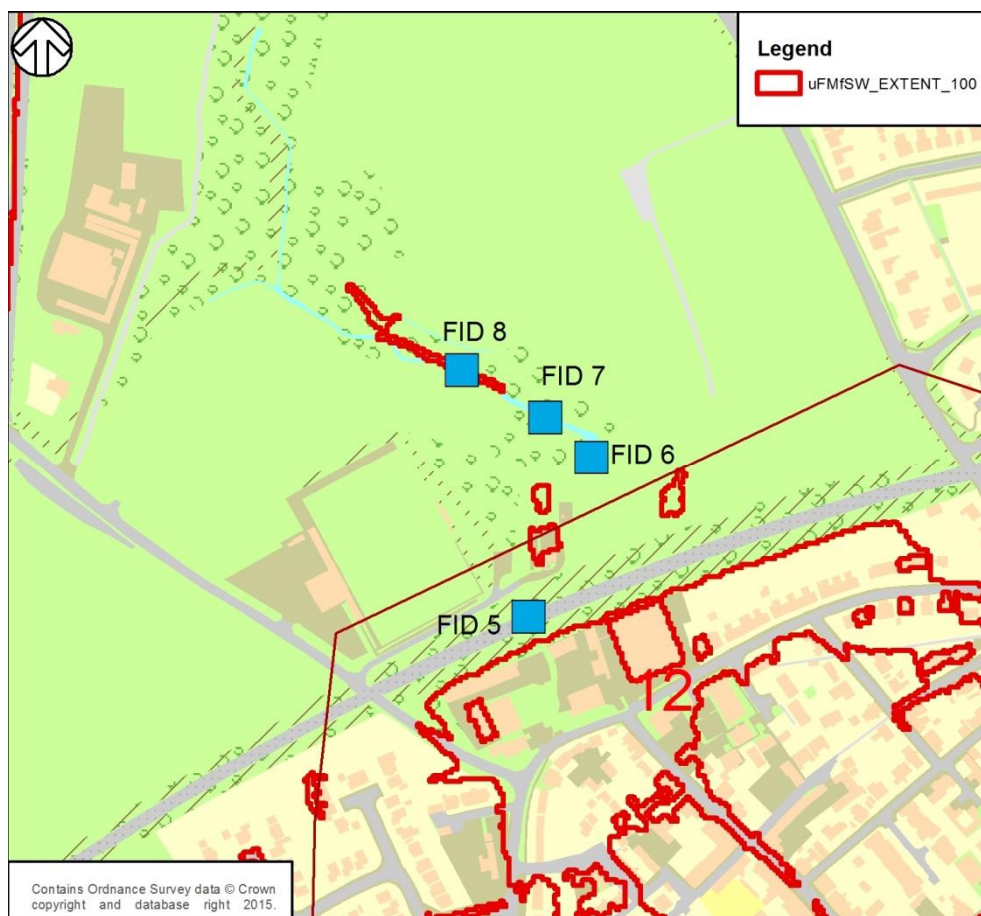 Legend
uFMfSW_EXTENT_100
FID 8
FID 7
FID 6
FID 5
12
Contains Ordnance Survey data © Crown
copyright and database right 2015.